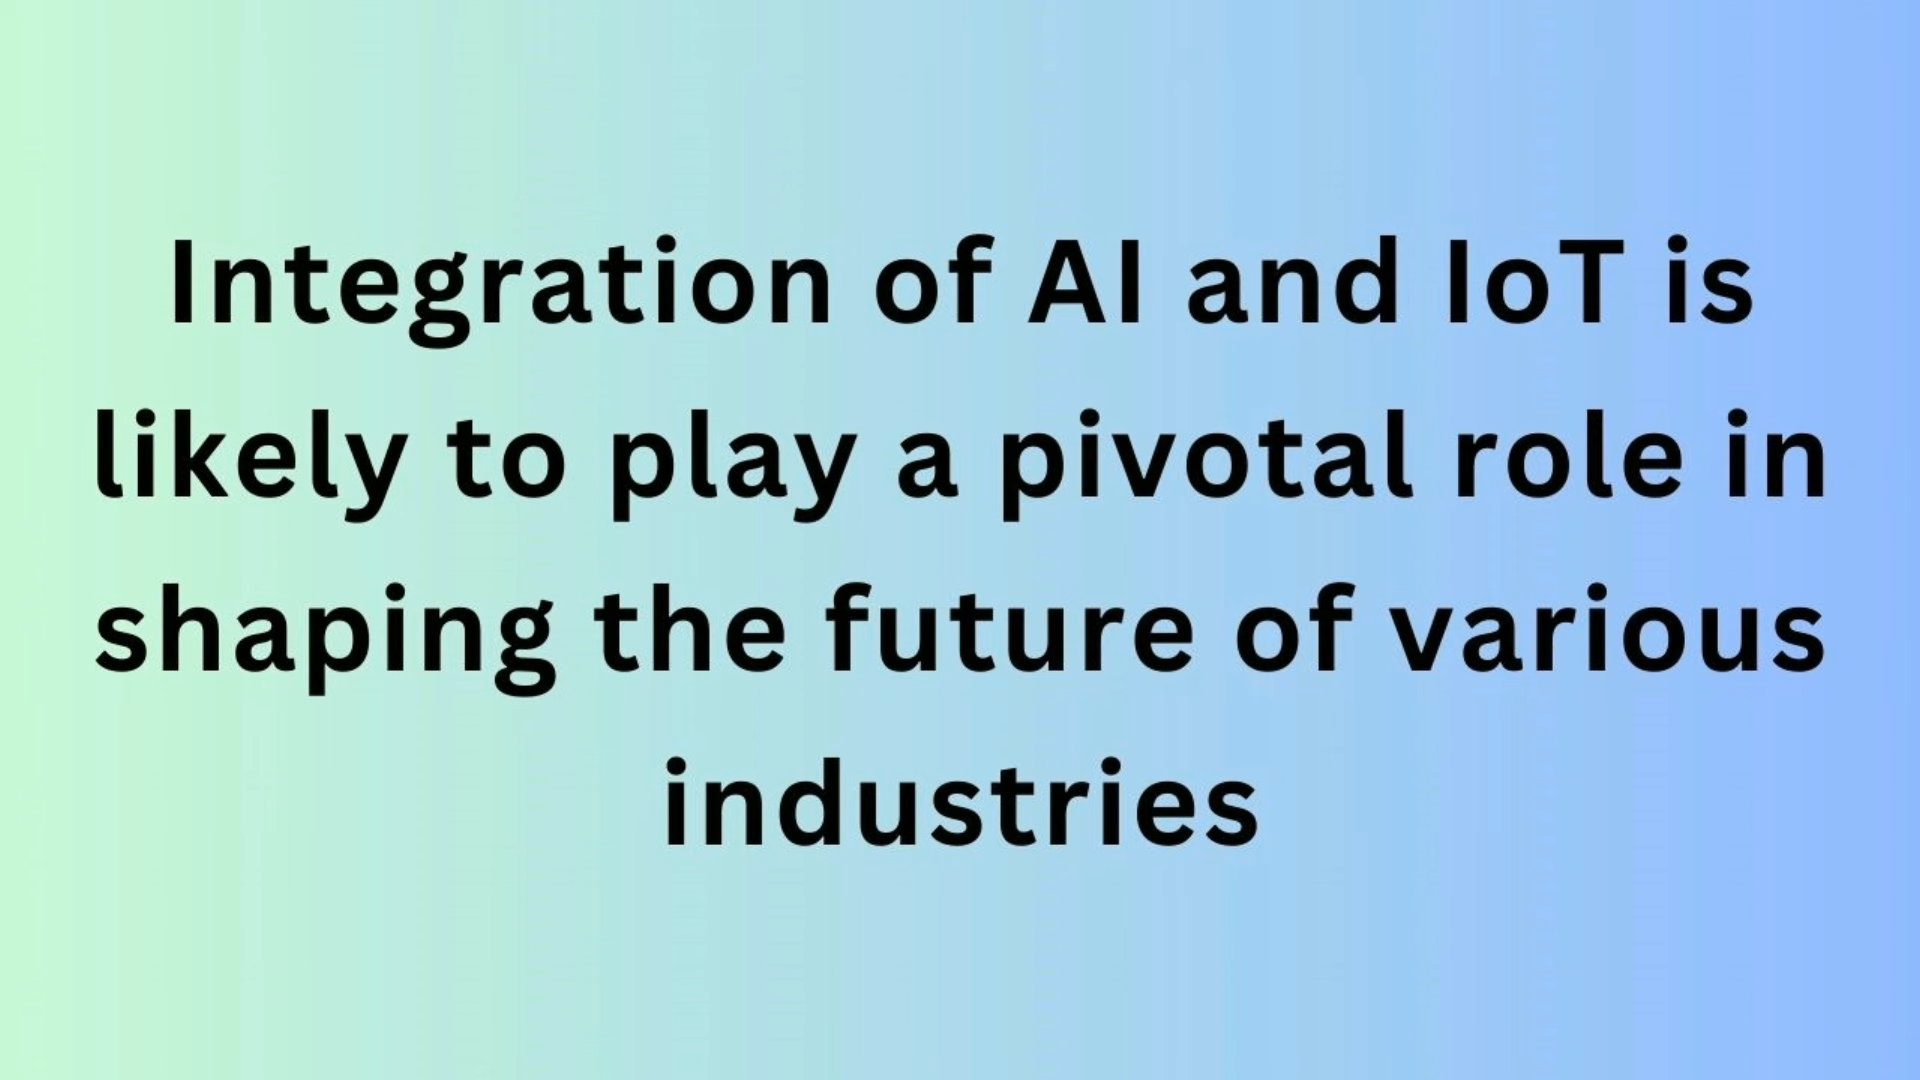 Integration of AI and IoT is
likely to play a pivotal role in
shaping the future of various
industries